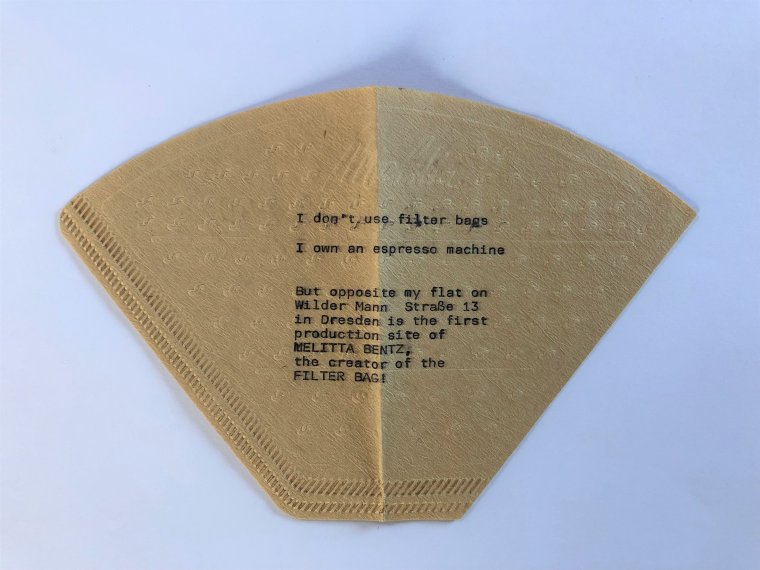 I don't use filter bags
I own an espresso machine
But opposite my flat on
Wilder Mann Straße 13
in Dresden is the first
production site of
MELITTA BENTZ,
the creator of the
FILTER BAG!